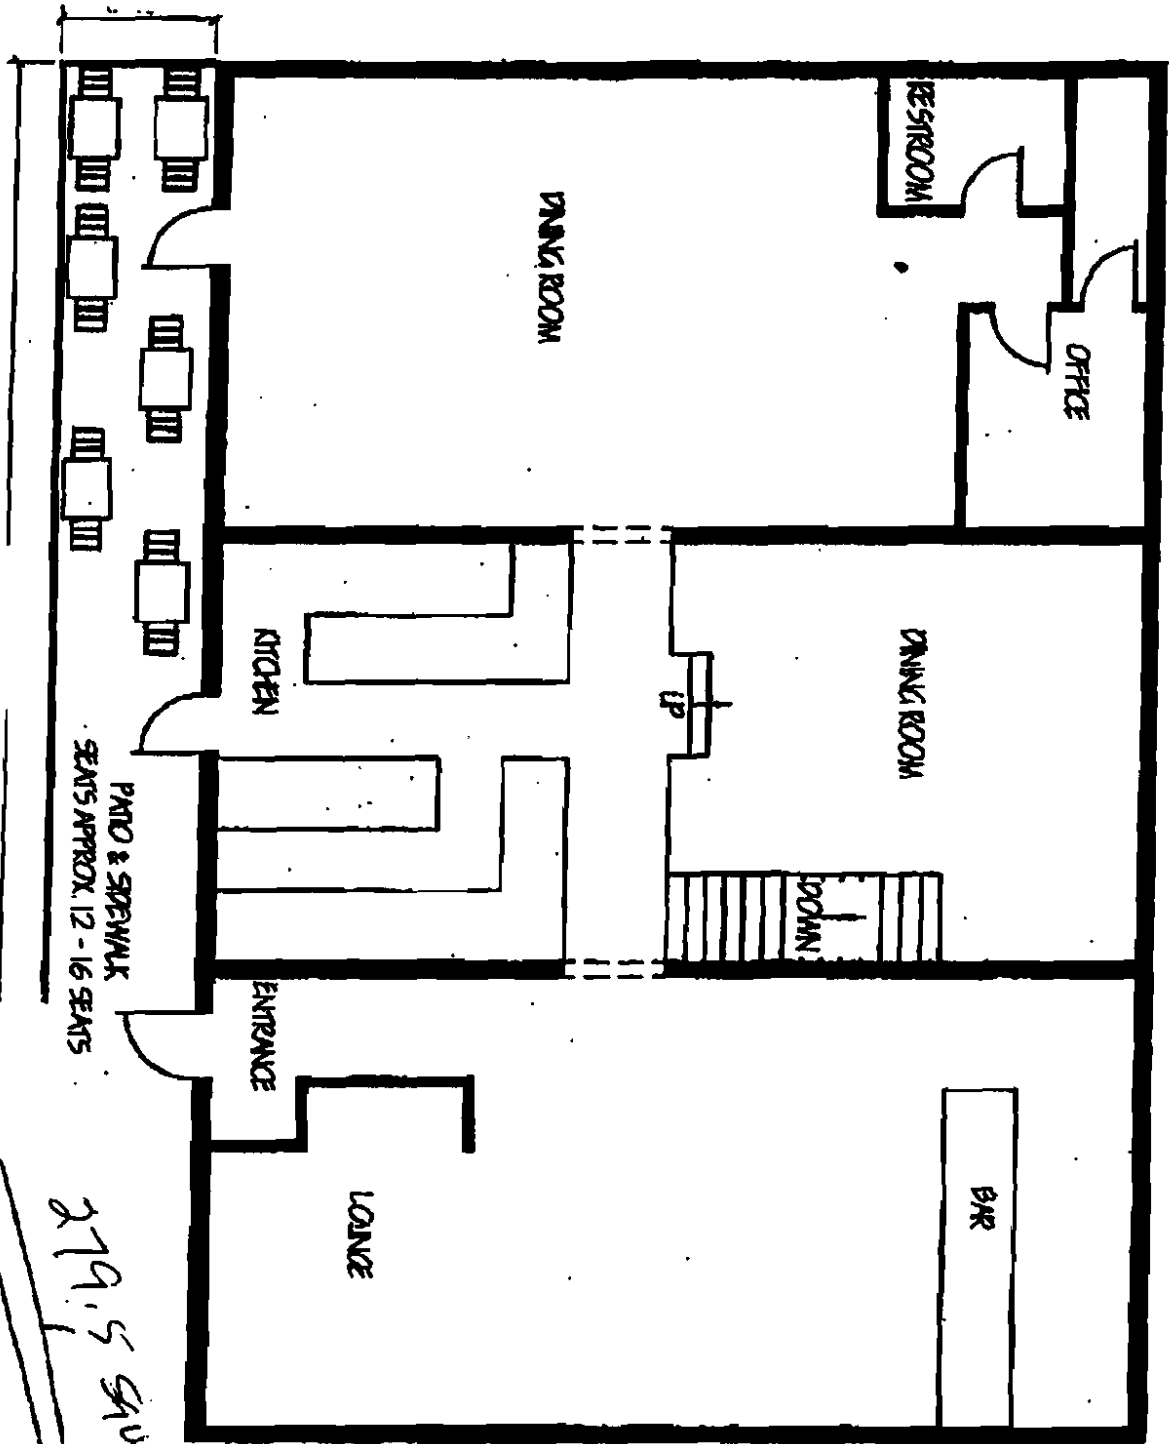 RESTROOM
DINING ROOM
OFFICE
KITCHEN
UP
DINING ROOM
DOWN
PATIO & SIDEWALK
SEATS APPROX. 12 - 16 SEATS
ENTRANCE
LOUNGE
BAR
279.5